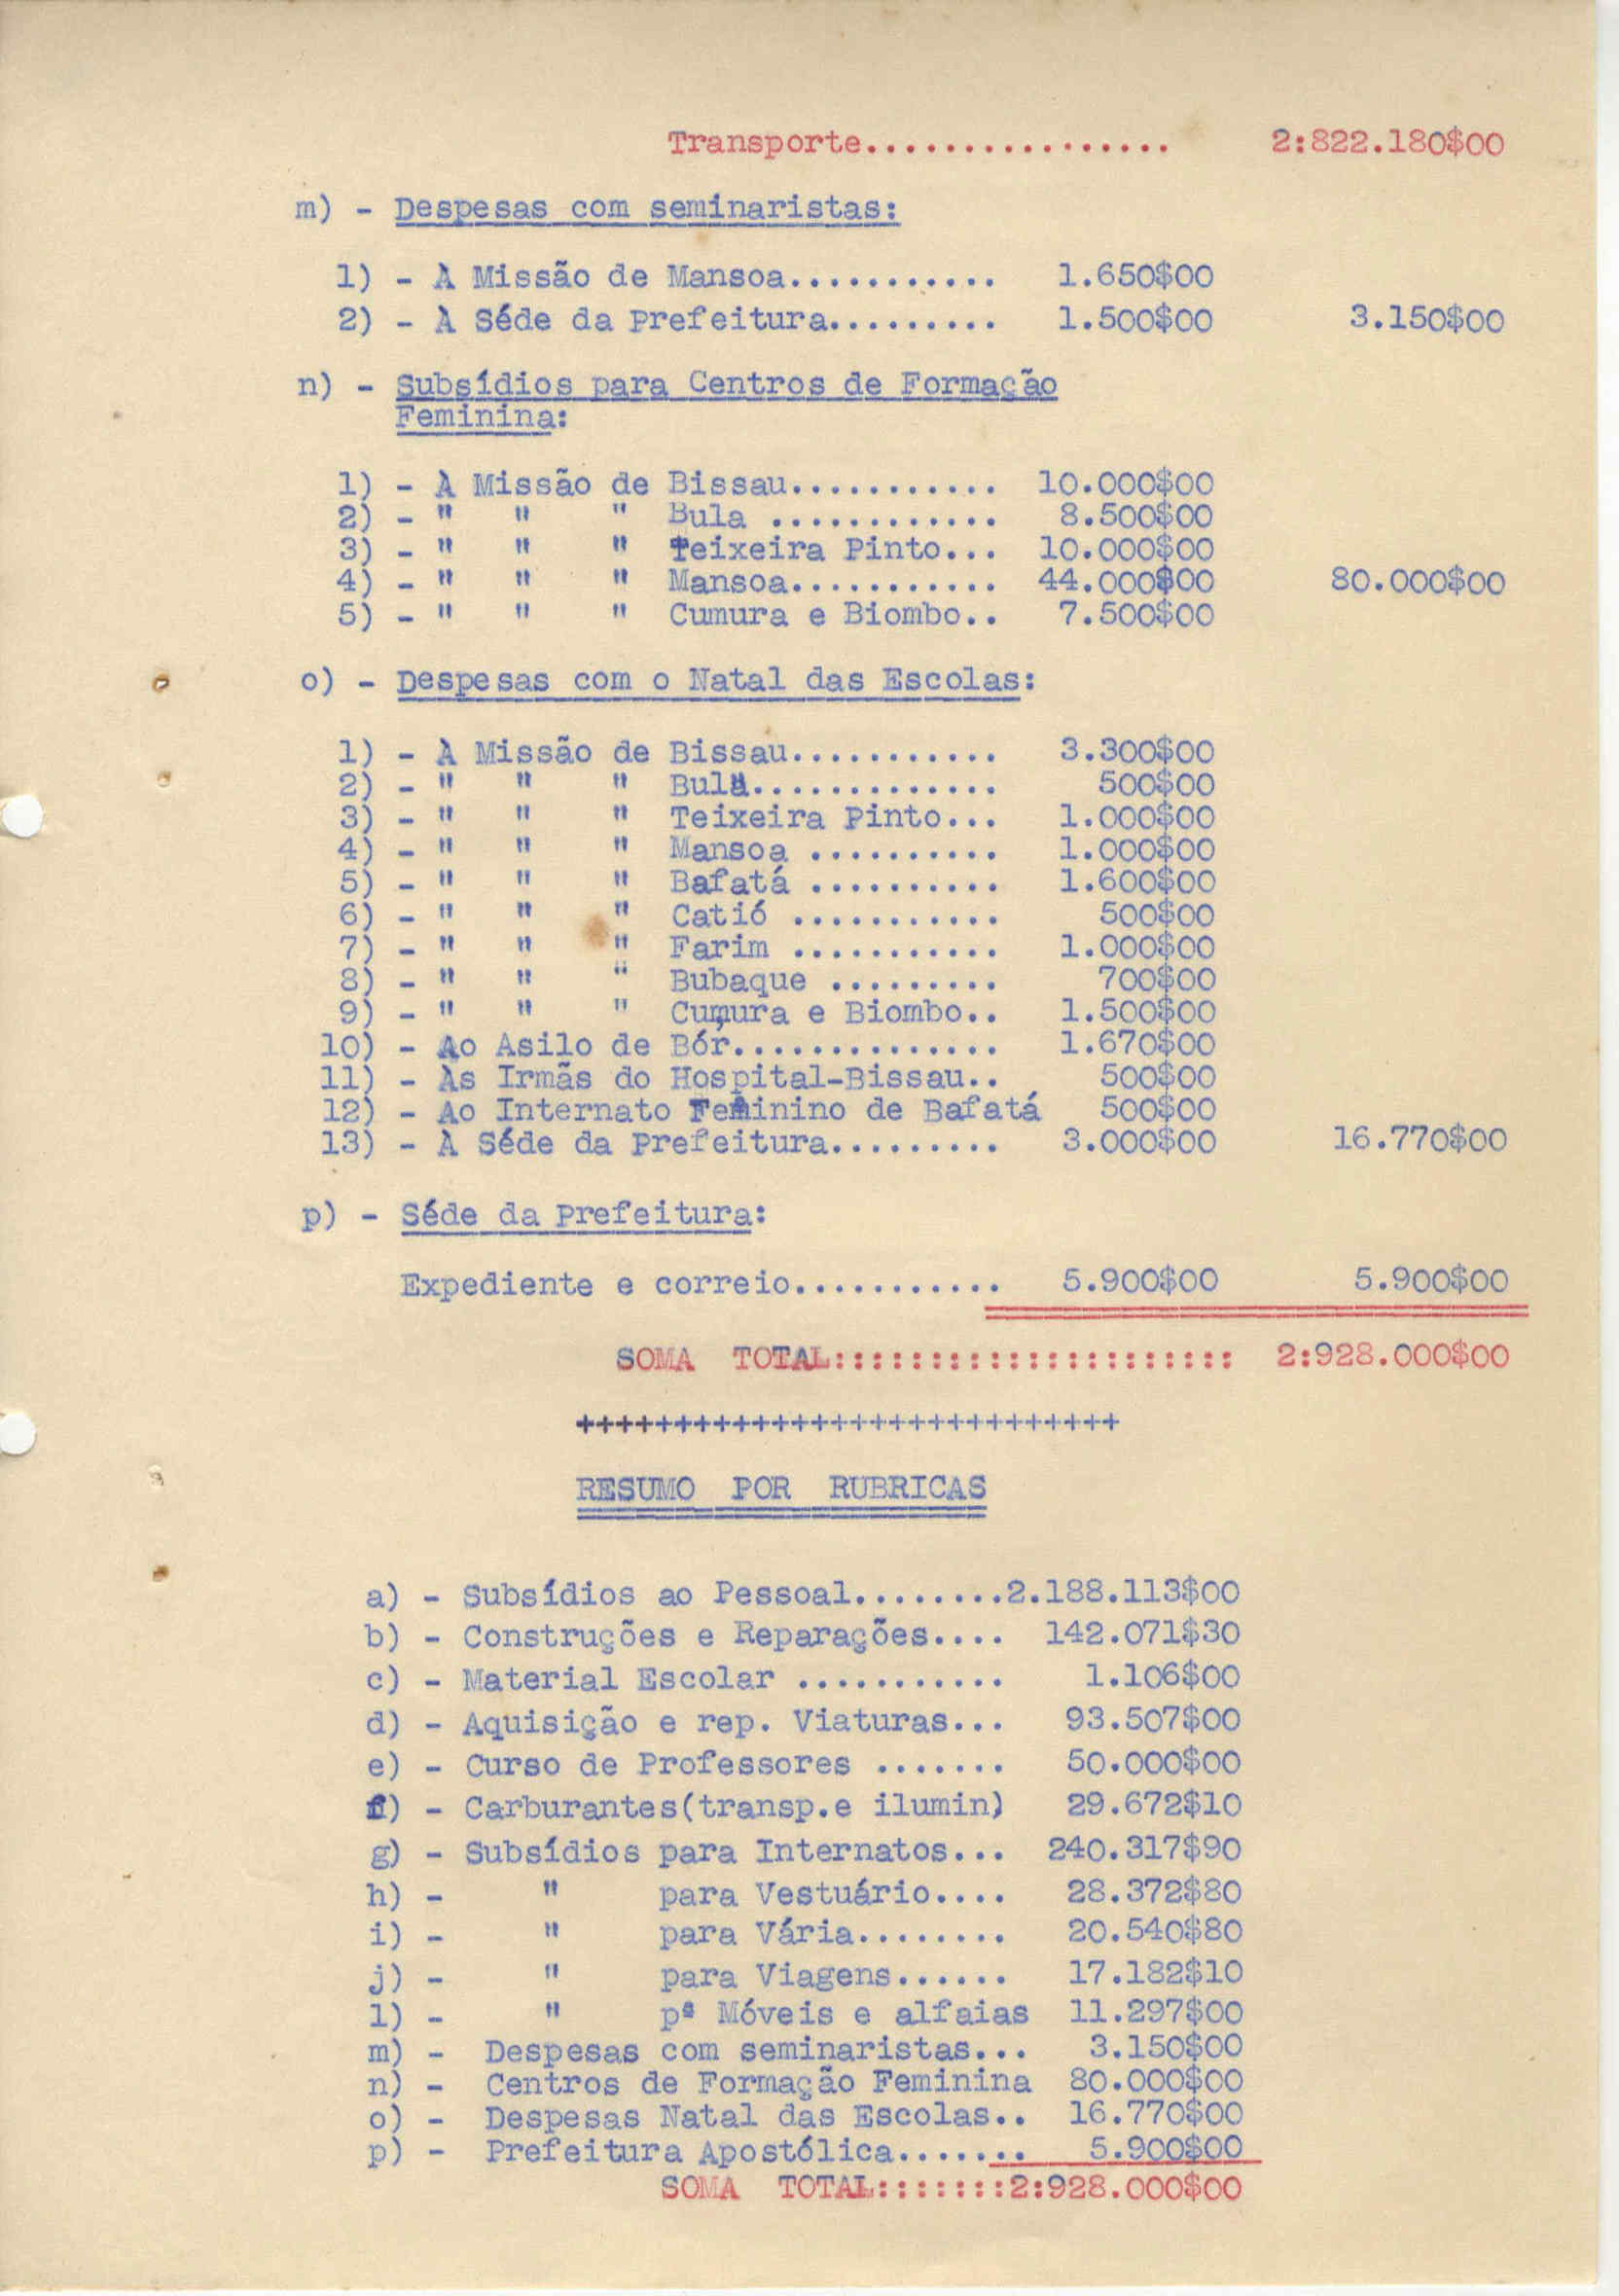 Transporte................ 2:822.180$00
m) - Despesas com seminaristas:
1) - À Missão de Mansoa........... 1.650$00
2) - À Séde da Prefeitura......... 1.500$00 3.150$00
n) - Subsídios para Centros de Formação
Feminina:
1) - À Missão de Bissau........... 10.000$00
2) - " " " Bula ............ 8.500$00
3) - " " " Teixeira Pinto... 10.000$00
4) - " " " Mansoa........... 44.000$00 80.000$00
5) - " " " Cumura e Biombo.. 7.500$00
o) - Despesas com o Natal das Escolas:
1) - À Missão de Bissau........... 3.300$00
2) - " " " Bula............. 500$00
3) - " " " Teixeira Pinto... 1.000$00
4) - " " " Mansoa .......... 1.000$00
5) - " " " Bafatá .......... 1.600$00
6) - " " " Catió ........... 500$00
7) - " " " Farim ........... 1.000$00
8) - " " " Bubaque ......... 700$00
9) - " " " Cumura e Biombo.. 1.500$00
10) - Ao Asilo de Bór.............. 1.670$00
11) - Às Irmãs do Hospital-Bissau.. 500$00
12) - Ao Internato Feminino de Bafatá 500$00
13) - À Séde da Prefeitura......... 3.000$00 16.770$00
p) - Séde da Prefeitura:
Expediente e correio........... 5.900$00 5.900$00
SOMA TOTAL::::::::::::::::::::: 2:928.000$00
++++++++++++++++++++++++++++
RESUMO POR RUBRICAS
a) - Subsídios ao Pessoal........2.188.113$00
b) - Construções e Reparações.... 142.071$30
c) - Material Escolar ........... 1.106$00
d) - Aquisição e rep. Viaturas... 93.507$00
e) - Curso de Professores ....... 50.000$00
f) - Carburantes(transp.e ilumin) 29.672$10
g) - Subsídios para Internatos... 240.317$90
h) - " para Vestuário.... 28.372$80
i) - " para Vária........ 20.540$80
j) - " para Viagens...... 17.182$10
l) - " pª Móveis e alfaias 11.297$00
m) - Despesas com seminaristas... 3.150$00
n) - Centros de Formação Feminina 80.000$00
o) - Despesas Natal das Escolas.. 16.770$00
p) - Prefeitura Apostólica....... 5.900$00
SOMA TOTAL:::::::2:928.000$00